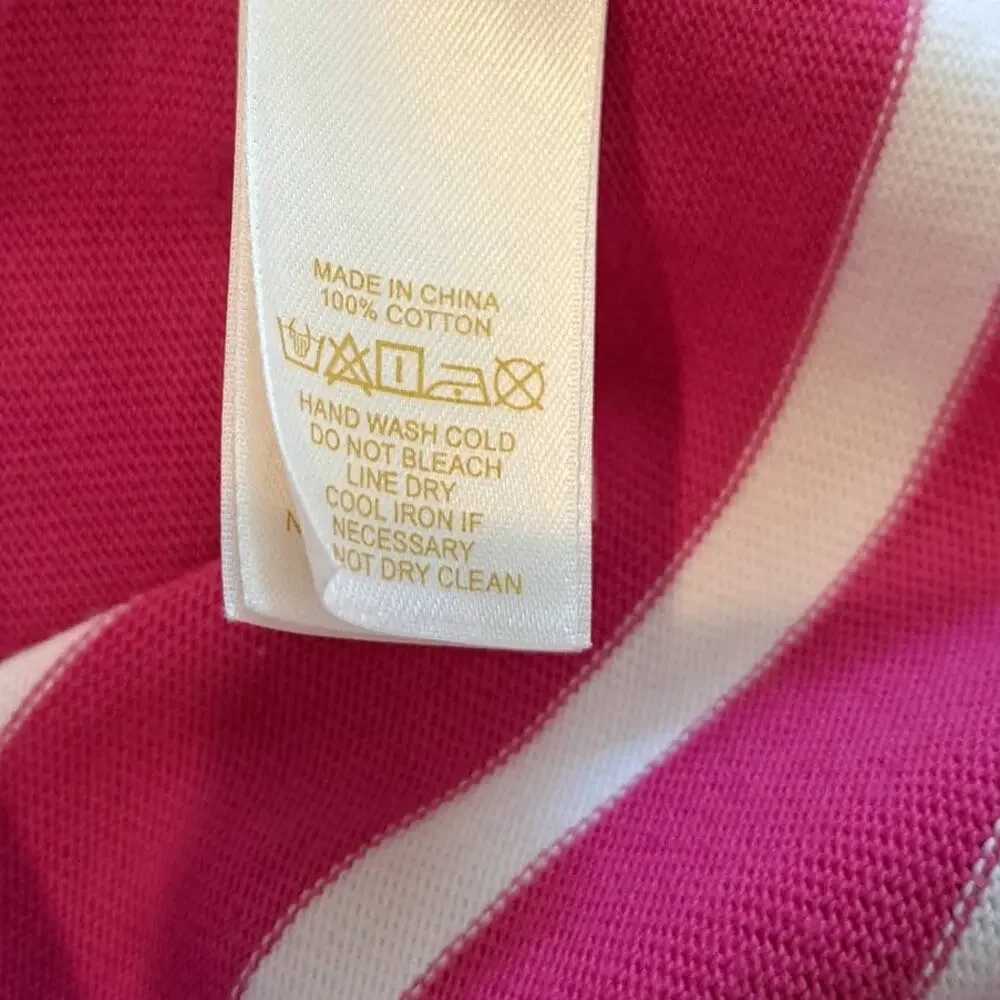 MADE IN CHINA
100% COTTON
HAND WASH COLD
DO NOT BLEACH
LINE DRY
COOL IRON IF
NECESSARY
NOT DRY CLEAN
N